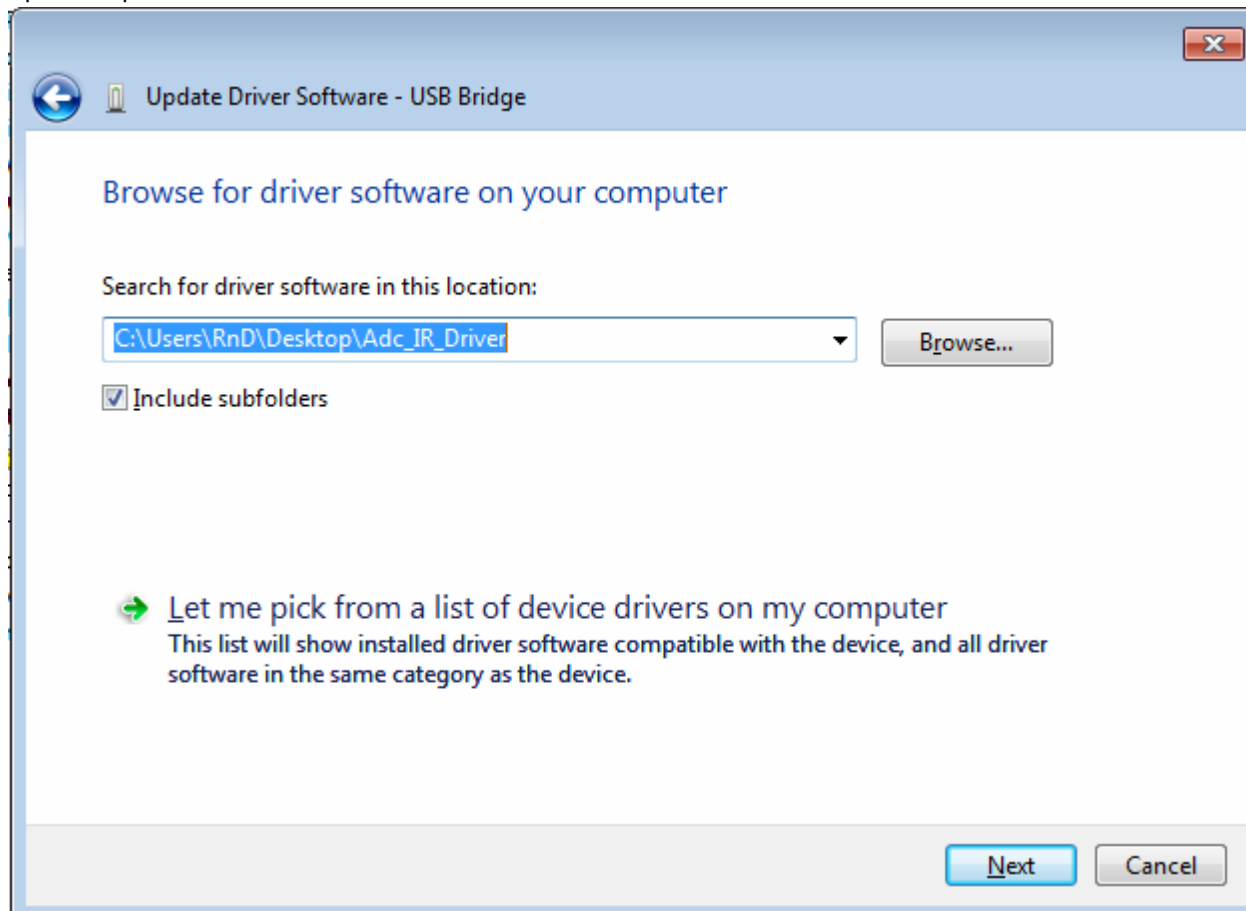 Update Driver Software - USB Bridge
Browse for driver software on your computer
Search for driver software in this location:
C:\Users\RnD\Desktop\Adc_IR_Driver
Browse...
Include subfolders
Let me pick from a list of device drivers on my computer
This list will show installed driver software compatible with the device, and all driver
software in the same category as the device.
Next
Cancel